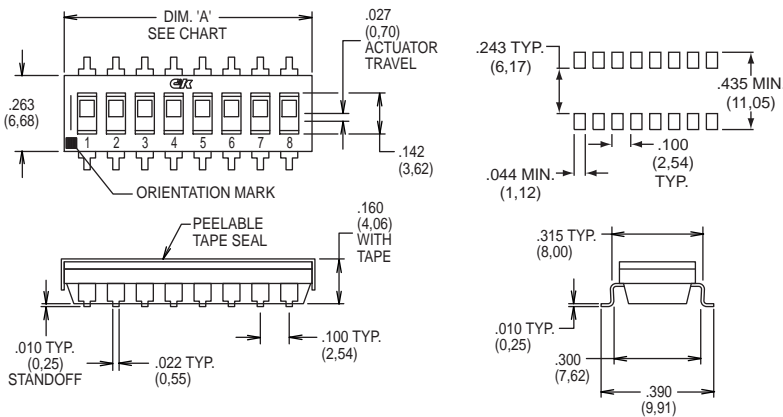 DIM. 'A'
SEE CHART
.027
(0,70)
ACTUATOR
TRAVEL
C&K
.263
(6,68)
1 2 3 4 5 6 7 8
.142
(3,62)
ORIENTATION MARK
.243 TYP.
(6,17)
.435 MIN
(11,05)
.100
(2,54)
TYP.
.044 MIN.
(1,12)
PEELABLE
TAPE SEAL
.160
(4,06)
WITH
TAPE
.010 TYP.
(0,25)
STANDOFF
.022 TYP.
(0,55)
.100 TYP.
(2,54)
.315 TYP.
(8,00)
.010 TYP.
(0,25)
.300
(7,62)
.390
(9,91)